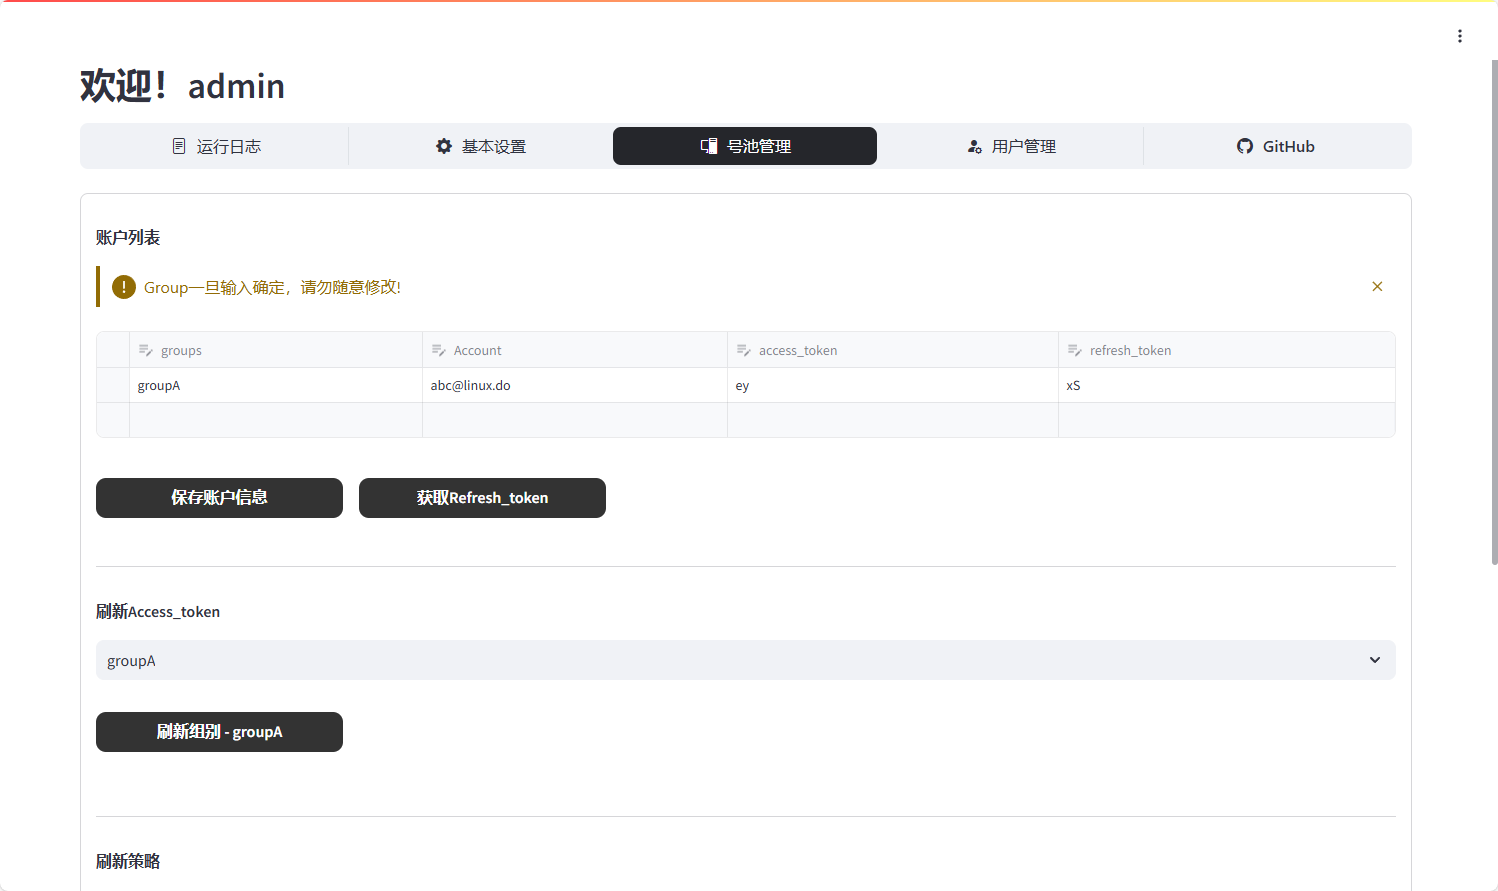 欢迎！admin
运行日志 基本设置 号池管理 用户管理 GitHub
账户列表
Group一旦输入确定，请勿随意修改!
groups Account access_token refresh_token
groupA abc@linux.do ey xS
保存账户信息 获取Refresh_token
刷新Access_token
groupA
刷新组别 - groupA
刷新策略